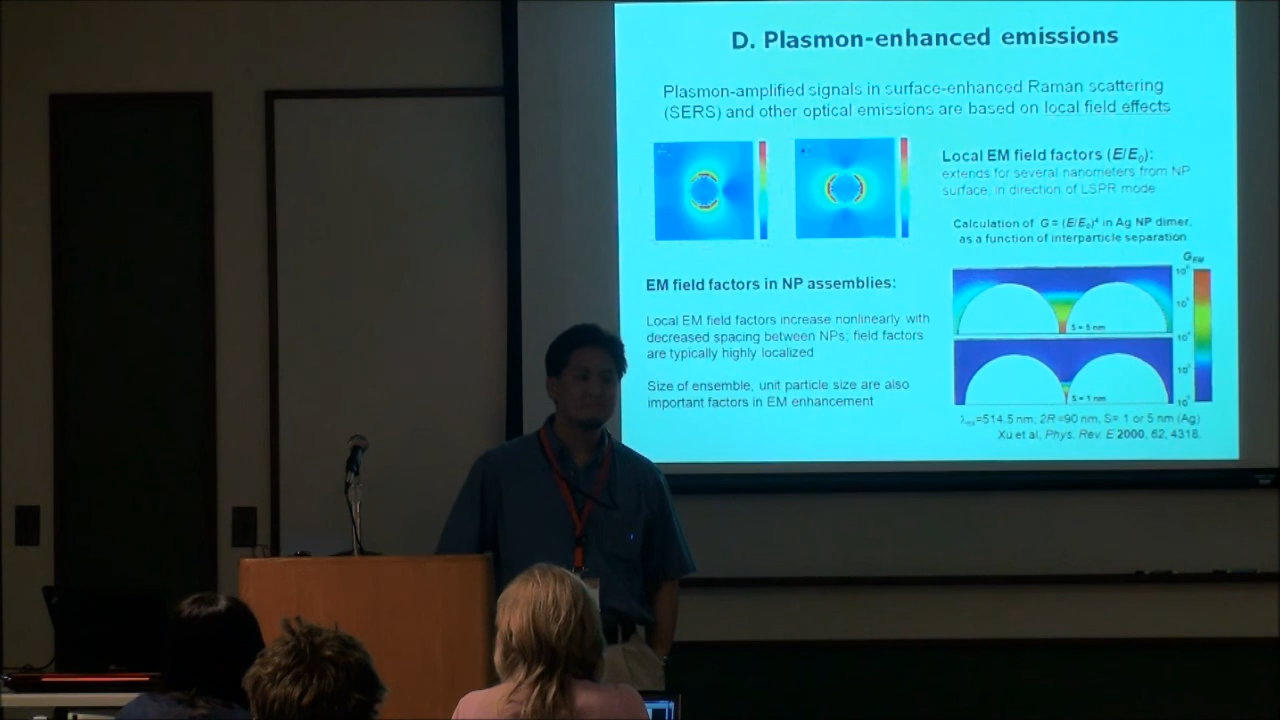 D. Plasmon-enhanced emissions
Plasmon-amplified signals in surface-enhanced Raman scattering
(SERS) and other optical emissions are based on local field effects
Local EM field factors (E/E₀):
extends for several nanometers from NP
surface, in direction of LSPR mode
Calculation of G = (E/E₀)⁴ in Ag NP dimer,
as a function of interparticle separation
EM field factors in NP assemblies:
Local EM field factors increase nonlinearly with
decreased spacing between NPs; field factors
are typically highly localized
Size of ensemble, unit particle size are also
important factors in EM enhancement
G EM
S = 5 nm
S = 1 nm
=514.5 nm, 2R =90 nm, S= 1 or 5 nm (Ag)
Xu et al, Phys. Rev. E 2000, 62, 4318.